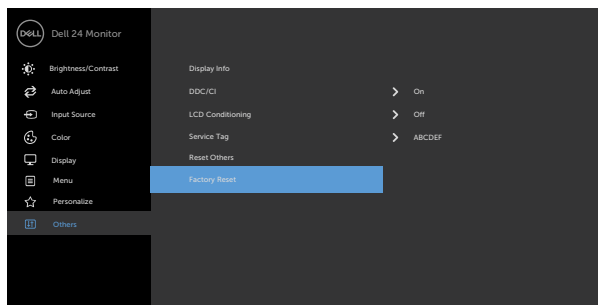 DELL Dell 24 Monitor
Brightness/Contrast Display Info
Auto Adjust DDC/CI On
Input Source LCD Conditioning Off
Color Service Tag ABCDEF
Display Reset Others
Menu Factory Reset
Personalize
Others